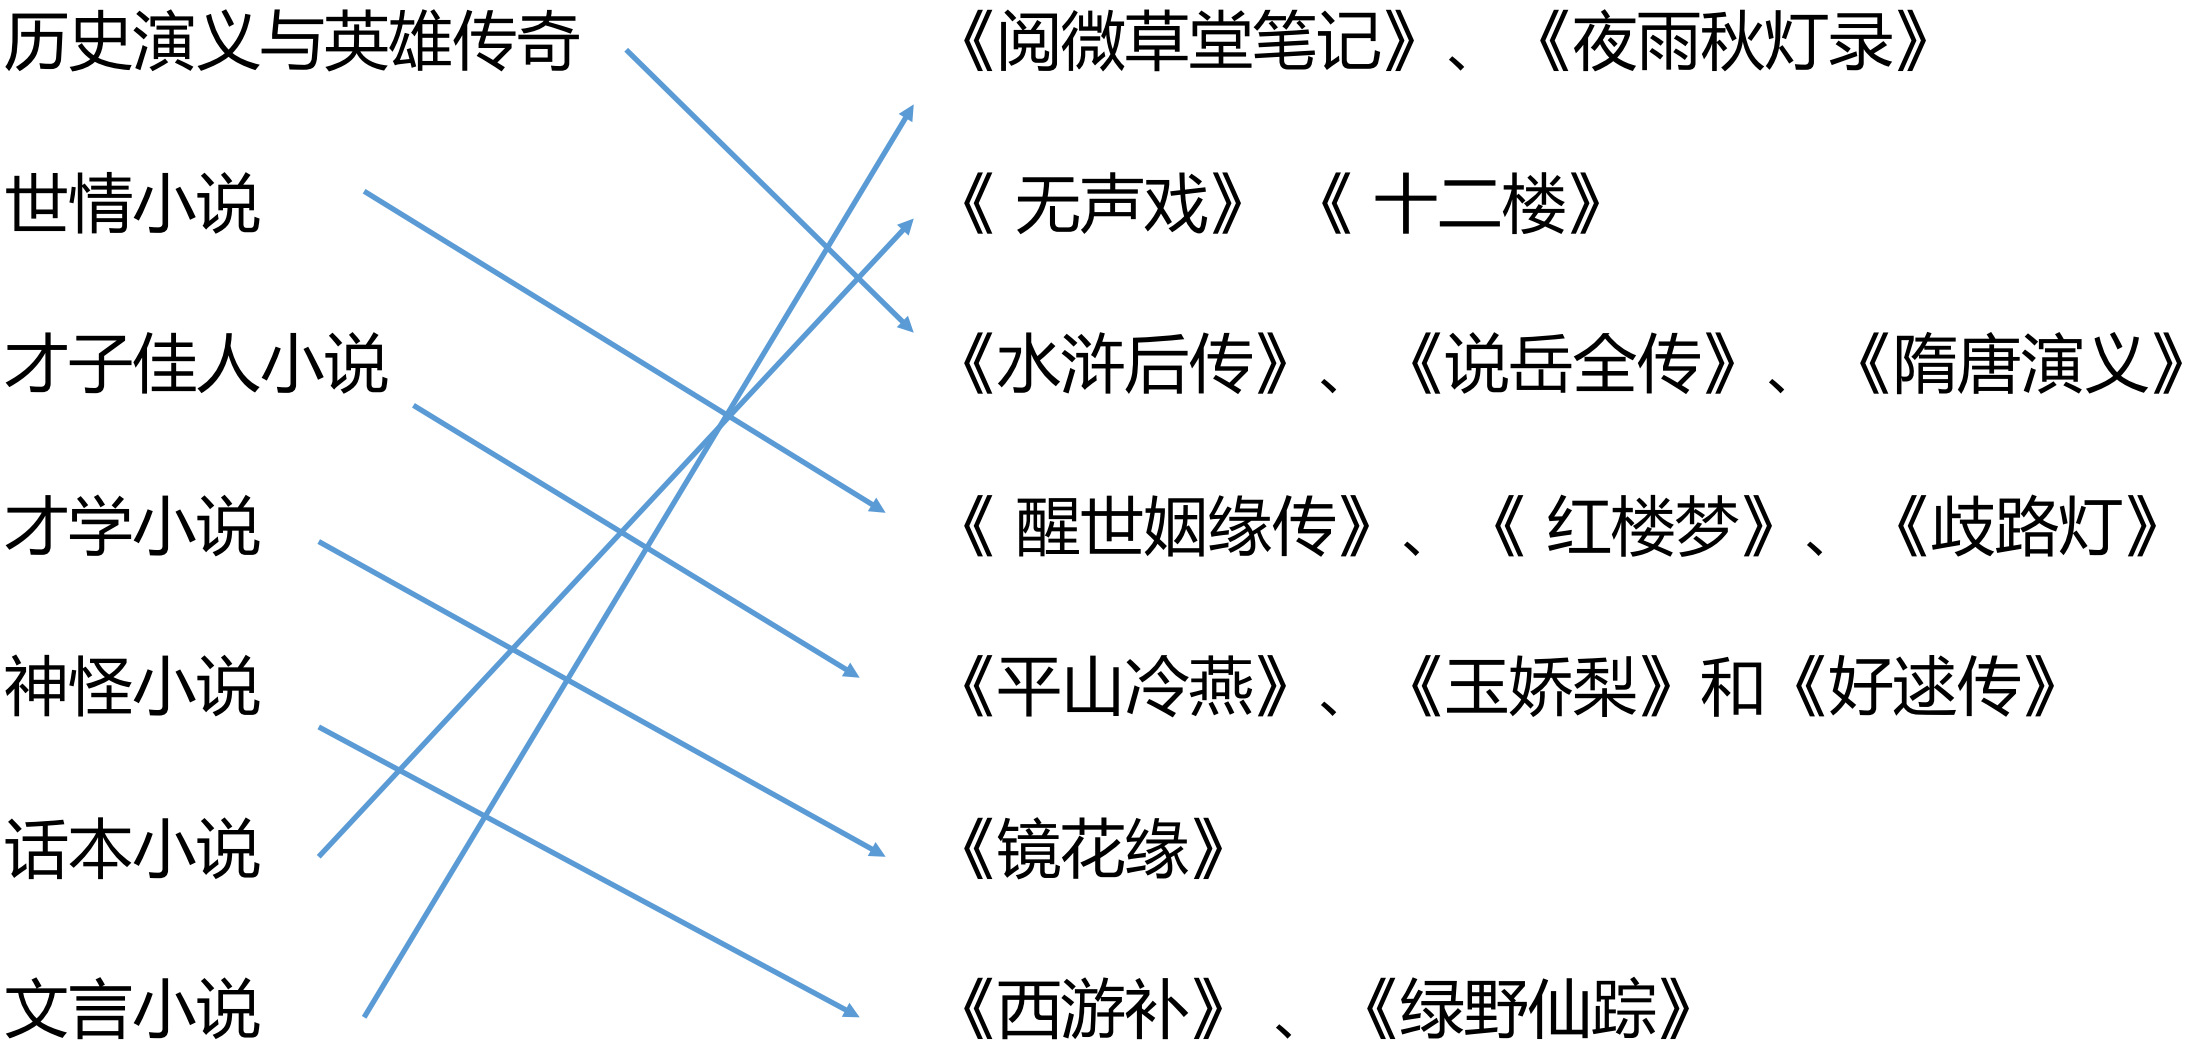 历史演义与英雄传奇 《阅微草堂笔记》、《夜雨秋灯录》
世情小说 《 无声戏》 《 十二楼》
才子佳人小说 《水浒后传》、《说岳全传》、《隋唐演义》
才学小说 《 醒世姻缘传》、《 红楼梦》、《歧路灯》
神怪小说 《平山冷燕》、《玉娇梨》和《好逑传》
话本小说 《镜花缘》
文言小说 《西游补》 、《绿野仙踪》